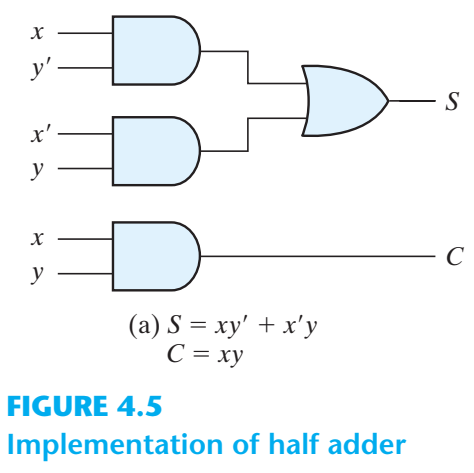 x
y′
S
x′
y
x
y
C
(a) S = xy′ + x′y
C = xy
FIGURE 4.5
Implementation of half adder